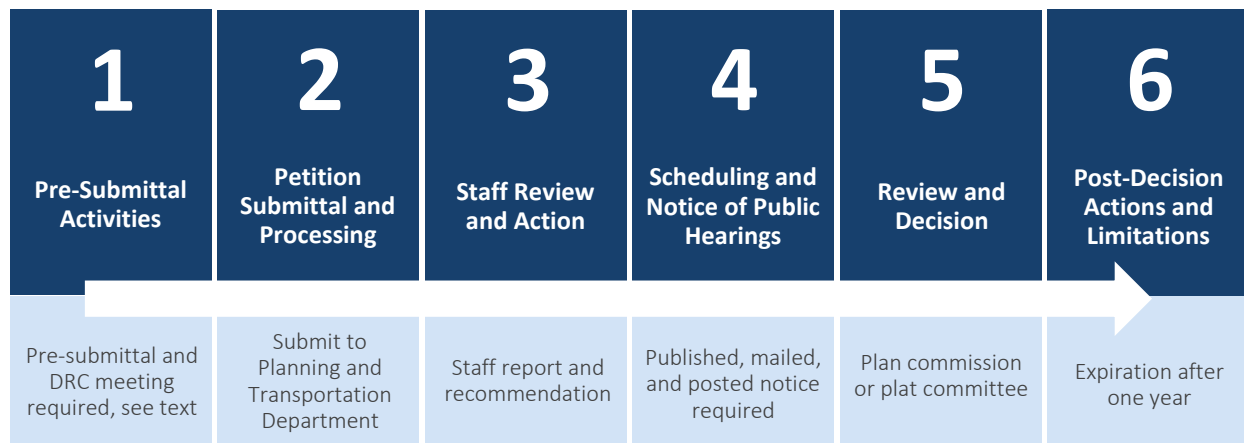 1
Pre-Submittal
Activities
Pre-submittal and
DRC meeting
required, see text
2
Petition
Submittal and
Processing
Submit to
Planning and
Transportation
Department
3
Staff Review
and Action
Staff report and
recommendation
4
Scheduling and
Notice of Public
Hearings
Published, mailed,
and posted notice
required
5
Review and
Decision
Plan commission
or plat committee
6
Post-Decision
Actions and
Limitations
Expiration after
one year